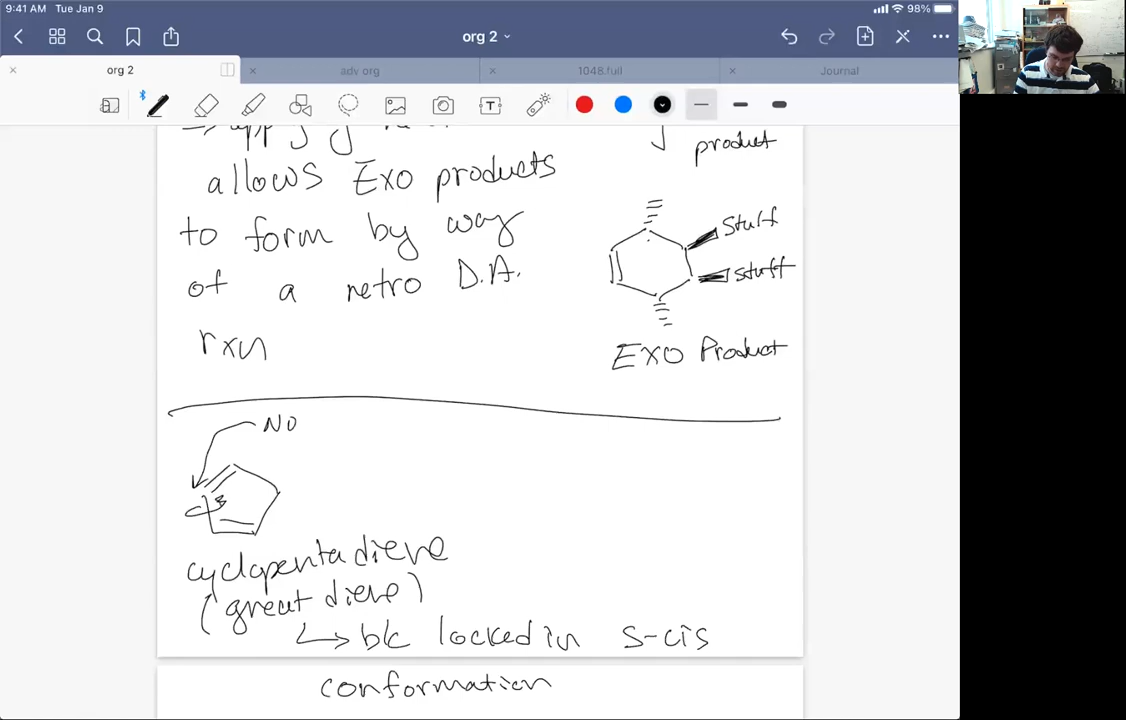 9:41 AM Tue Jan 9
98%
org 2
org 2
adv org
1048.full
Journal
T
product
allows Exo products
to form by way
of a retro D.A.
rxn
Stuff
stuff
EXO Product
NO
cyclopentadiene
(great diene)
↳ b/c locked in s-cis
conformation